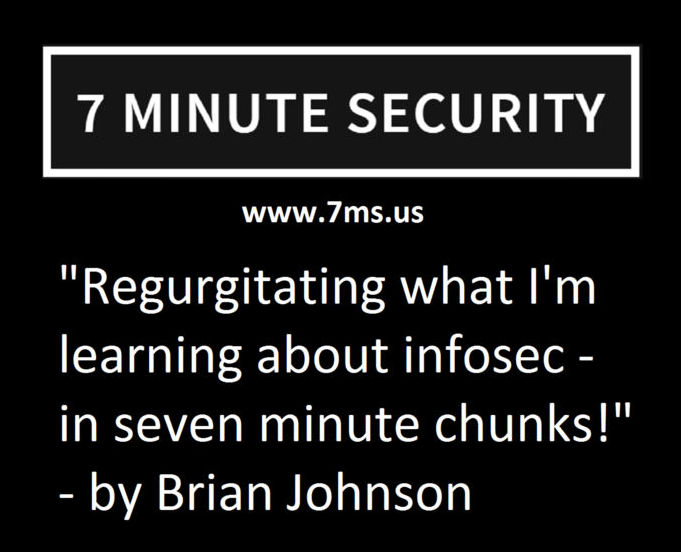 7 MINUTE SECURITY
www.7ms.us
"Regurgitating what I'm
learning about infosec -
in seven minute chunks!"
- by Brian Johnson